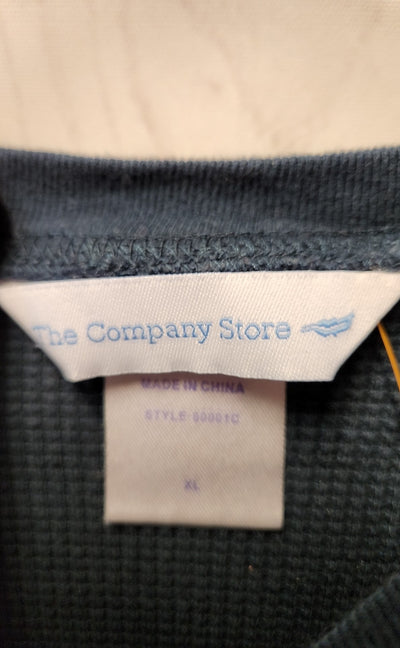 The Company Store
MADE IN CHINA
STYLE 60001C
XL